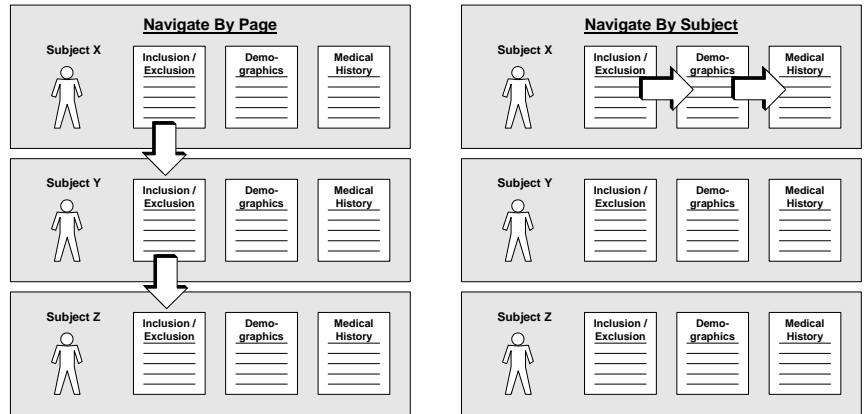 Navigate By Page
Subject X
Inclusion /
Exclusion
Demo-
graphics
Medical
History
Subject Y
Inclusion /
Exclusion
Demo-
graphics
Medical
History
Subject Z
Inclusion /
Exclusion
Demo-
graphics
Medical
History
Navigate By Subject
Subject X
Inclusion /
Exclusion
Demo-
graphics
Medical
History
Subject Y
Inclusion /
Exclusion
Demo-
graphics
Medical
History
Subject Z
Inclusion /
Exclusion
Demo-
graphics
Medical
History